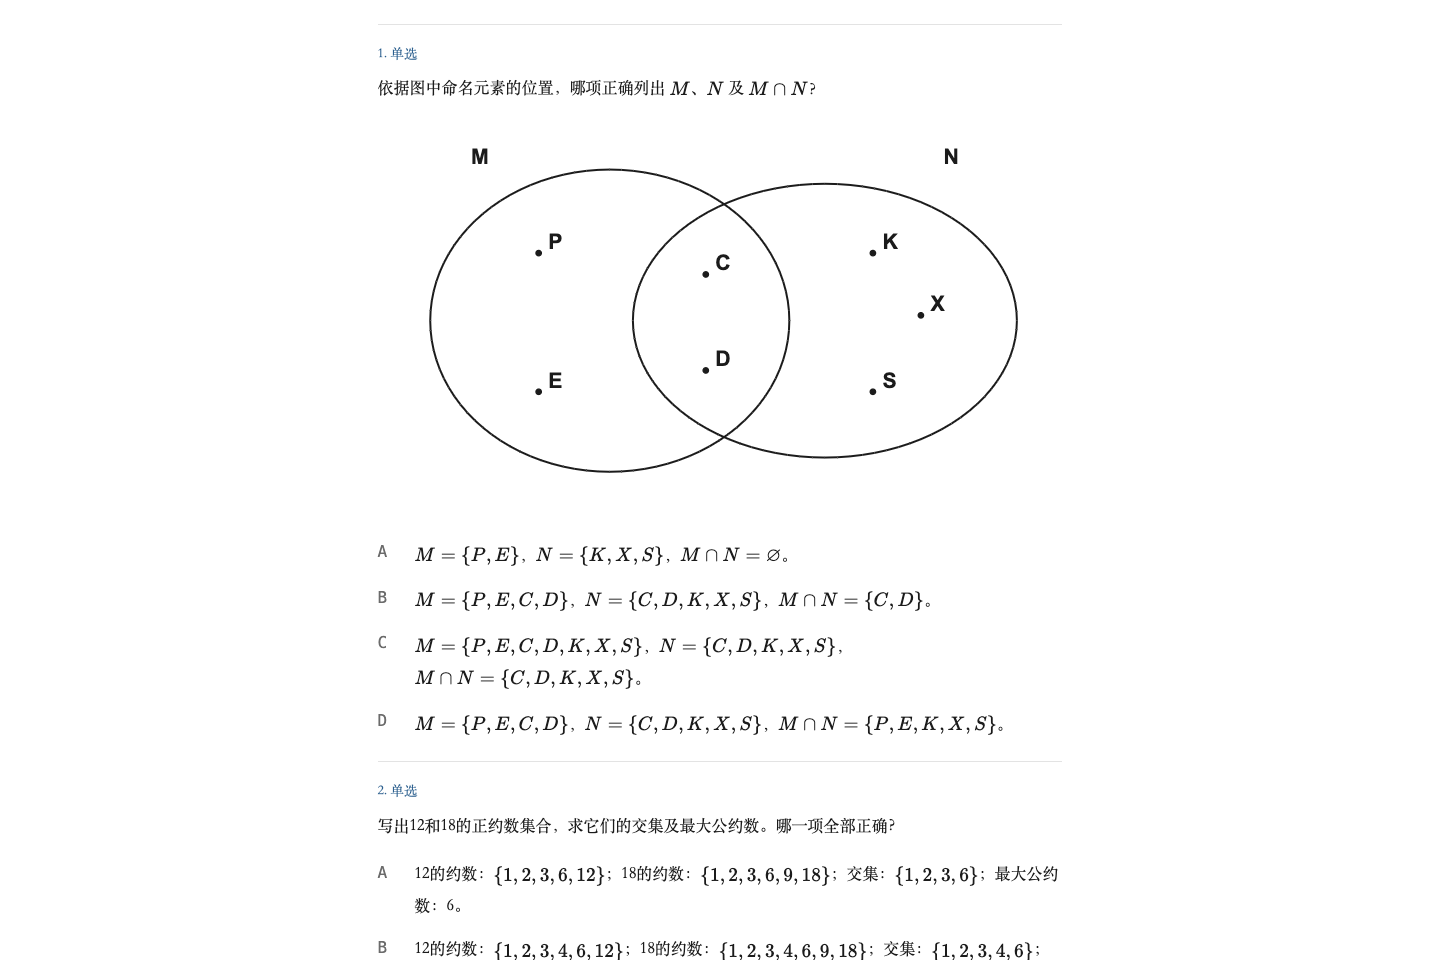 1. 单选
依据图中命名元素的位置，哪项正确列出 M、N 及 M ∩ N？
M
N
P
K
C
X
D
E
S
A M = {P, E}，N = {K, X, S}，M ∩ N = ∅。
B M = {P, E, C, D}，N = {C, D, K, X, S}，M ∩ N = {C, D}。
C M = {P, E, C, D, K, X, S}，N = {C, D, K, X, S}，
M ∩ N = {C, D, K, X, S}。
D M = {P, E, C, D}，N = {C, D, K, X, S}，M ∩ N = {P, E, K, X, S}。
2. 单选
写出12和18的正约数集合，求它们的交集及最大公约数。哪一项全部正确？
A 12的约数：{1, 2, 3, 6, 12}；18的约数：{1, 2, 3, 6, 9, 18}；交集：{1, 2, 3, 6}；最大公约
数：6。
B 12的约数：{1, 2, 3, 4, 6, 12}；18的约数：{1, 2, 3, 4, 6, 9, 18}；交集：{1, 2, 3, 4, 6}；